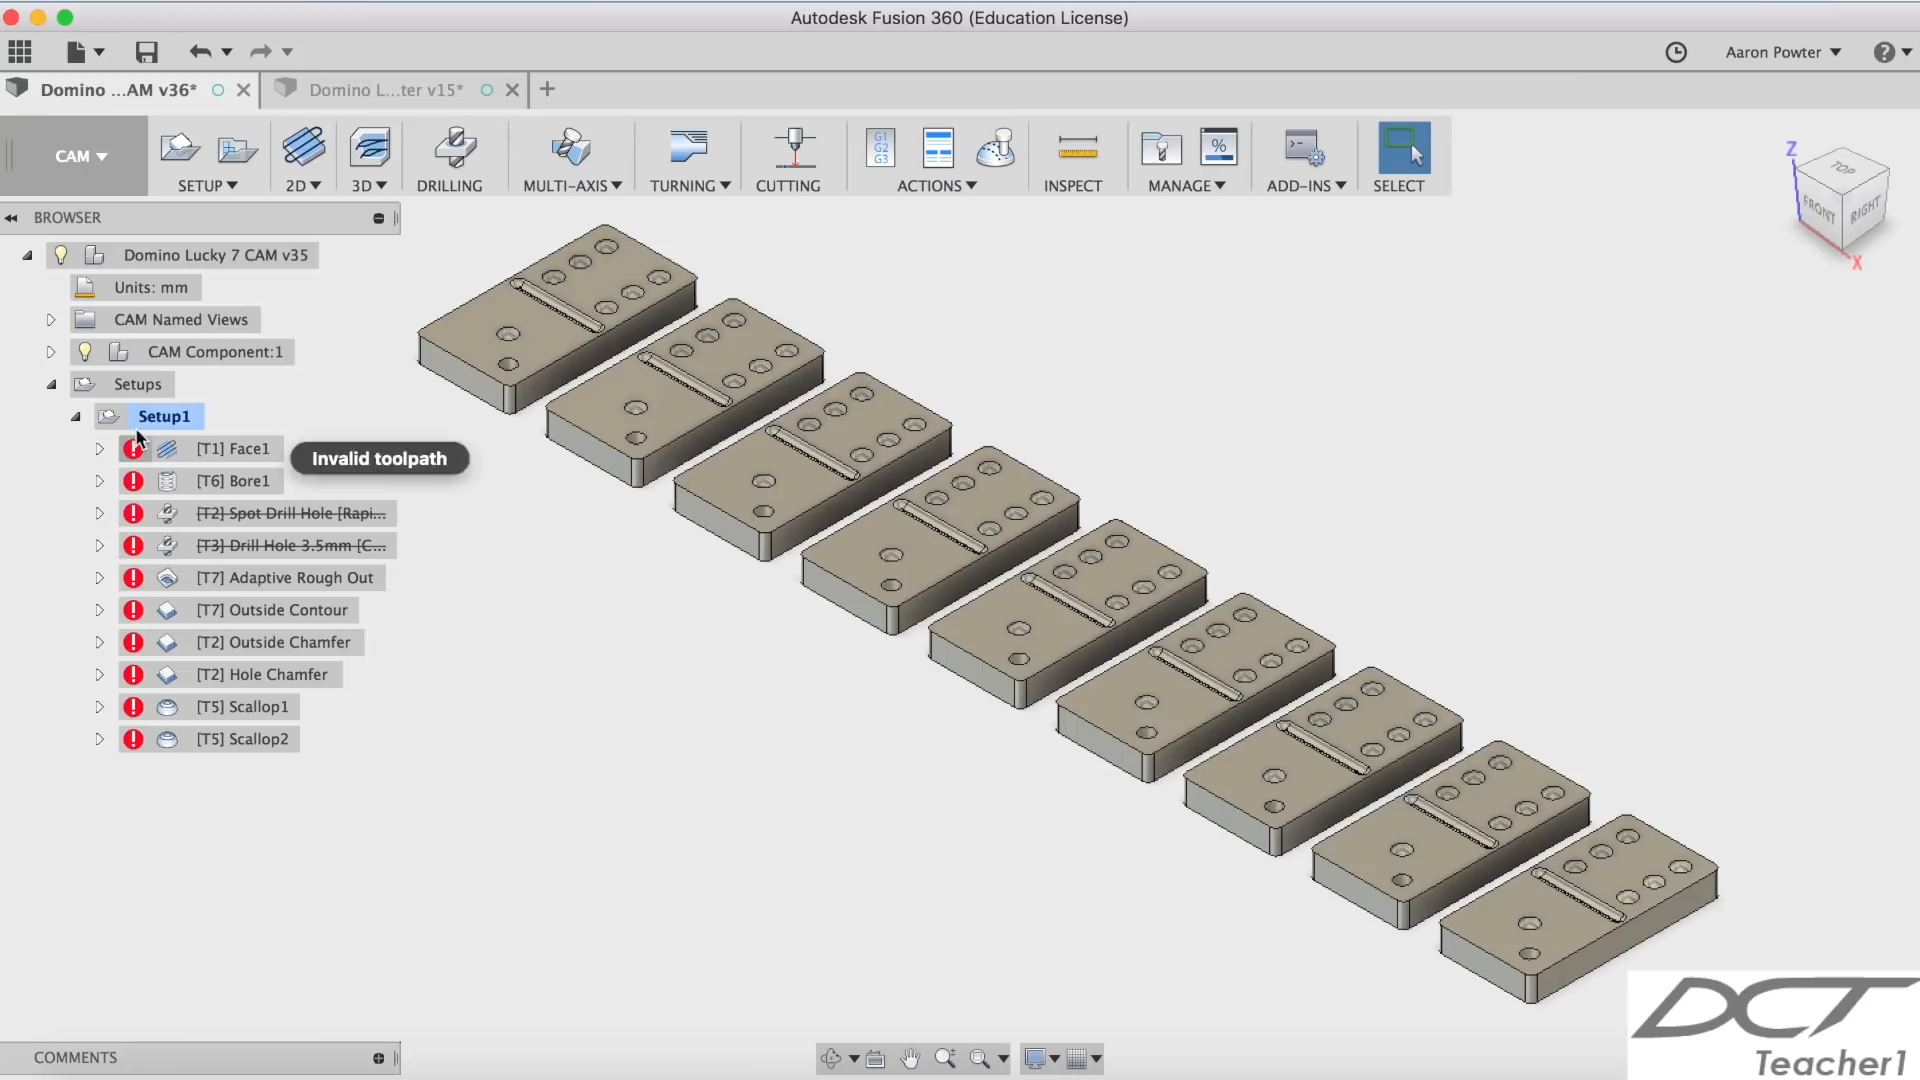 Autodesk Fusion 360 (Education License)
Aaron Powter
Domino ...AM v36*
Domino L...ter v15*
CAM
SETUP
2D
3D
DRILLING
MULTI-AXIS
TURNING
CUTTING
G1
G2
G3
ACTIONS
INSPECT
%
MANAGE
ADD-INS
SELECT
Z
TOP
FRONT
RIGHT
X
BROWSER
Domino Lucky 7 CAM v35
Units: mm
CAM Named Views
CAM Component:1
Setups
Setup1
[T1] Face1
Invalid toolpath
[T6] Bore1
[T2] Spot Drill Hole [Rapi...
[T3] Drill Hole 3.5mm [C...
[T7] Adaptive Rough Out
[T7] Outside Contour
[T2] Outside Chamfer
[T2] Hole Chamfer
[T5] Scallop1
[T5] Scallop2
COMMENTS
DCT
Teacher1